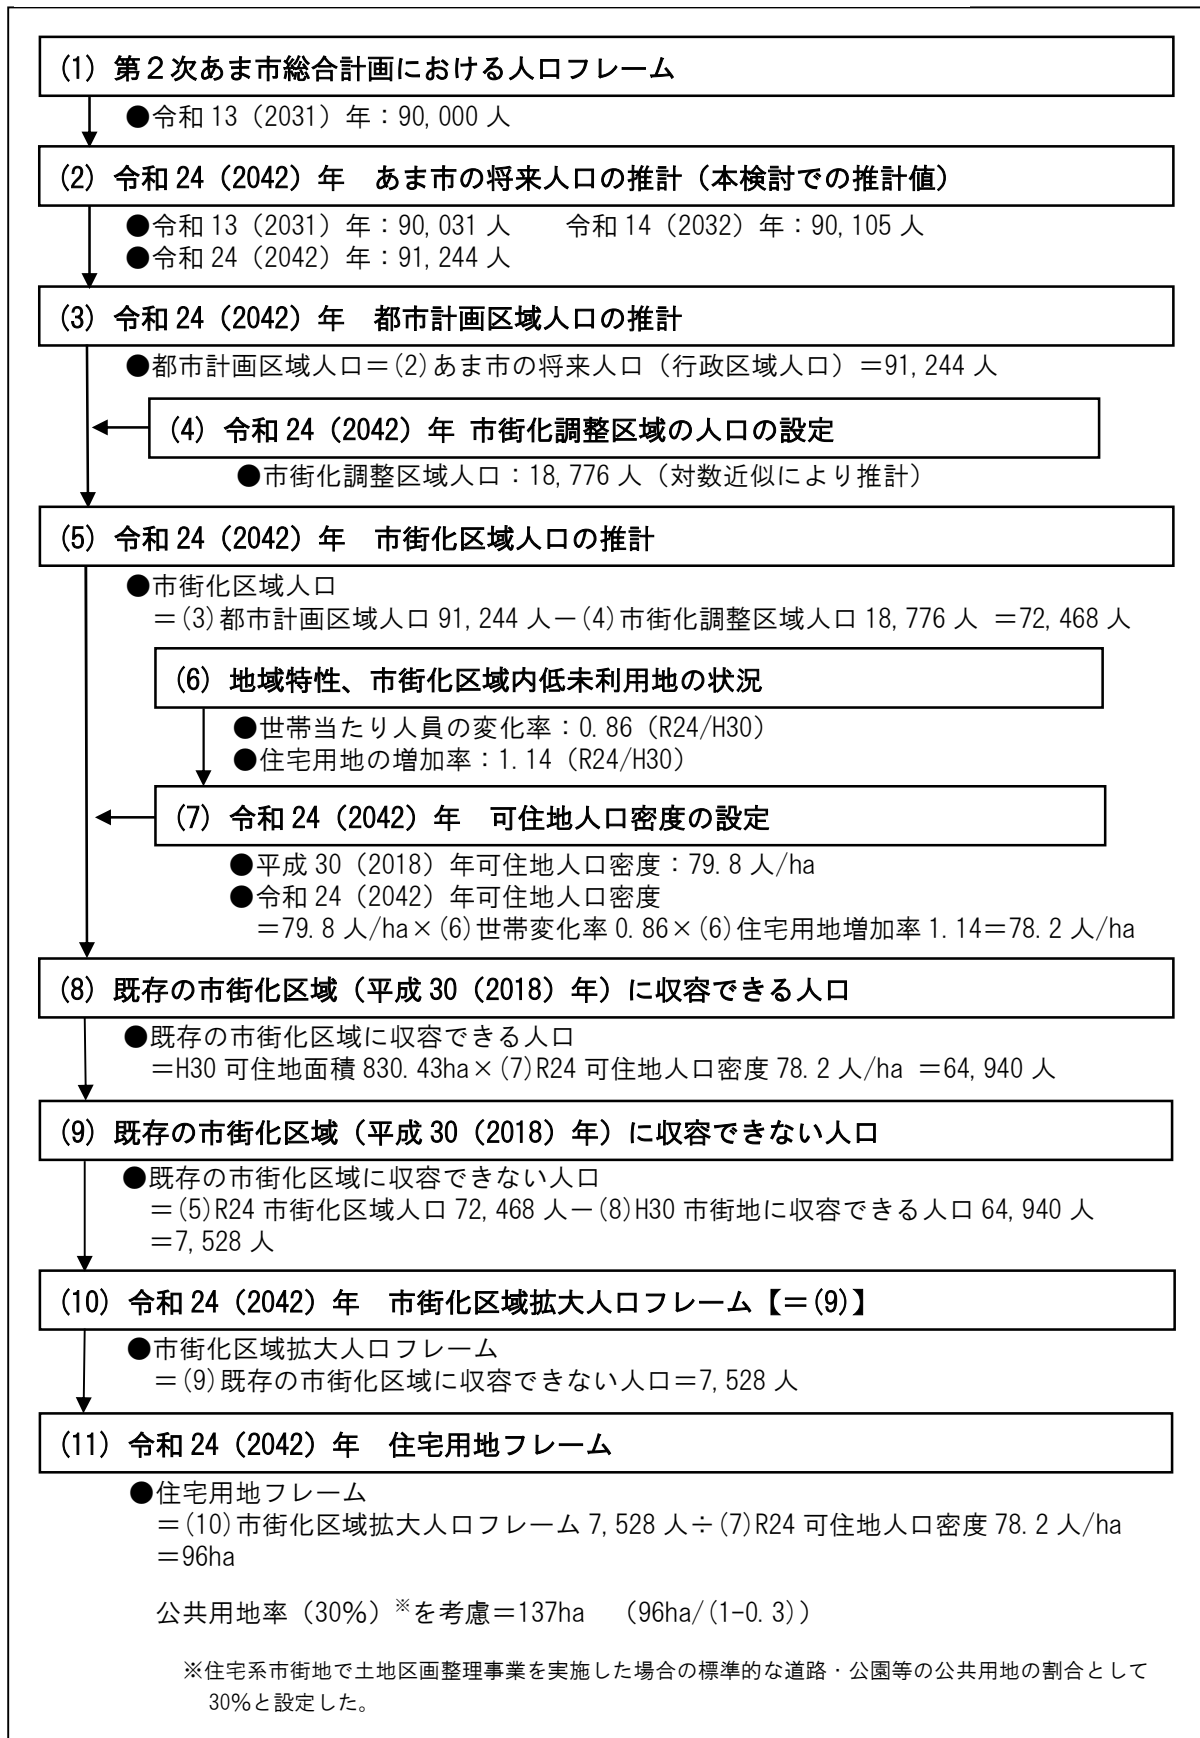 (1) 第２次あま市総合計画における人口フレーム
●令和 13（2031）年：90,000 人
(2) 令和 24（2042）年　あま市の将来人口の推計（本検討での推計値）
●令和 13（2031）年：90,031 人　　令和 14（2032）年：90,105 人
●令和 24（2042）年：91,244 人
(3) 令和 24（2042）年　都市計画区域人口の推計
●都市計画区域人口＝(2)あま市の将来人口（行政区域人口）＝91,244 人
(4) 令和 24（2042）年 市街化調整区域の人口の設定
●市街化調整区域人口：18,776 人（対数近似により推計）
(5) 令和 24（2042）年　市街化区域人口の推計
●市街化区域人口
＝(3)都市計画区域人口 91,244 人－(4)市街化調整区域人口 18,776 人 ＝72,468 人
(6) 地域特性、市街化区域内低未利用地の状況
●世帯当たり人員の変化率：0.86（R24/H30）
●住宅用地の増加率：1.14（R24/H30）
(7) 令和 24（2042）年　可住地人口密度の設定
●平成 30（2018）年可住地人口密度：79.8 人/ha
●令和 24（2042）年可住地人口密度
＝79.8 人/ha×(6)世帯変化率 0.86×(6)住宅用地増加率 1.14＝78.2 人/ha
(8) 既存の市街化区域（平成 30（2018）年）に収容できる人口
●既存の市街化区域に収容できる人口
＝H30 可住地面積 830.43ha×(7)R24 可住地人口密度 78.2 人/ha ＝64,940 人
(9) 既存の市街化区域（平成 30（2018）年）に収容できない人口
●既存の市街化区域に収容できない人口
＝(5)R24 市街化区域人口 72,468 人－(8)H30 市街地に収容できる人口 64,940 人
＝7,528 人
(10) 令和 24（2042）年　市街化区域拡大人口フレーム【＝(9)】
●市街化区域拡大人口フレーム
＝(9)既存の市街化区域に収容できない人口＝7,528 人
(11) 令和 24（2042）年　住宅用地フレーム
●住宅用地フレーム
＝(10)市街化区域拡大人口フレーム 7,528 人÷(7)R24 可住地人口密度 78.2 人/ha
＝96ha
公共用地率（30%）※を考慮＝137ha　（96ha/(1-0.3)）
※住宅系市街地で土地区画整理事業を実施した場合の標準的な道路・公園等の公共用地の割合として
30%と設定した。